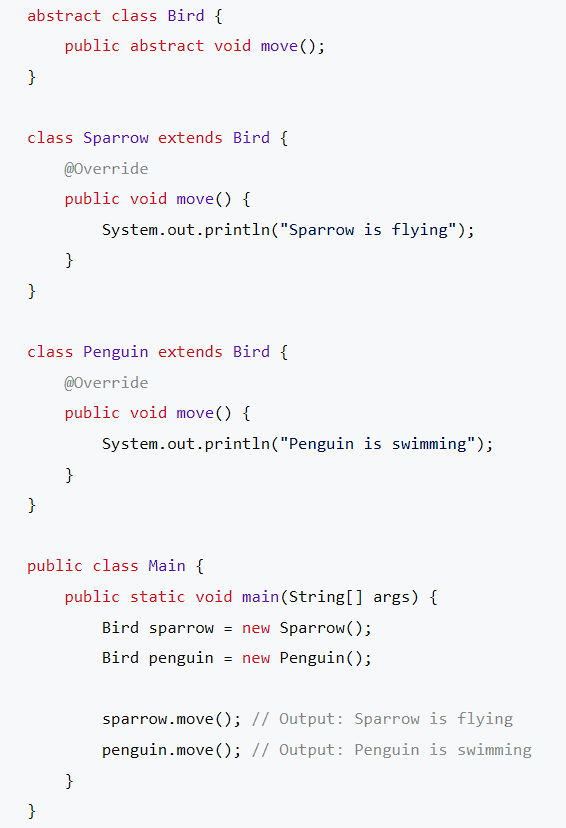 abstract class Bird {
    public abstract void move();
}

class Sparrow extends Bird {
    @Override
    public void move() {
        System.out.println("Sparrow is flying");
    }
}

class Penguin extends Bird {
    @Override
    public void move() {
        System.out.println("Penguin is swimming");
    }
}

public class Main {
    public static void main(String[] args) {
        Bird sparrow = new Sparrow();
        Bird penguin = new Penguin();

        sparrow.move(); // Output: Sparrow is flying
        penguin.move(); // Output: Penguin is swimming
    }
}